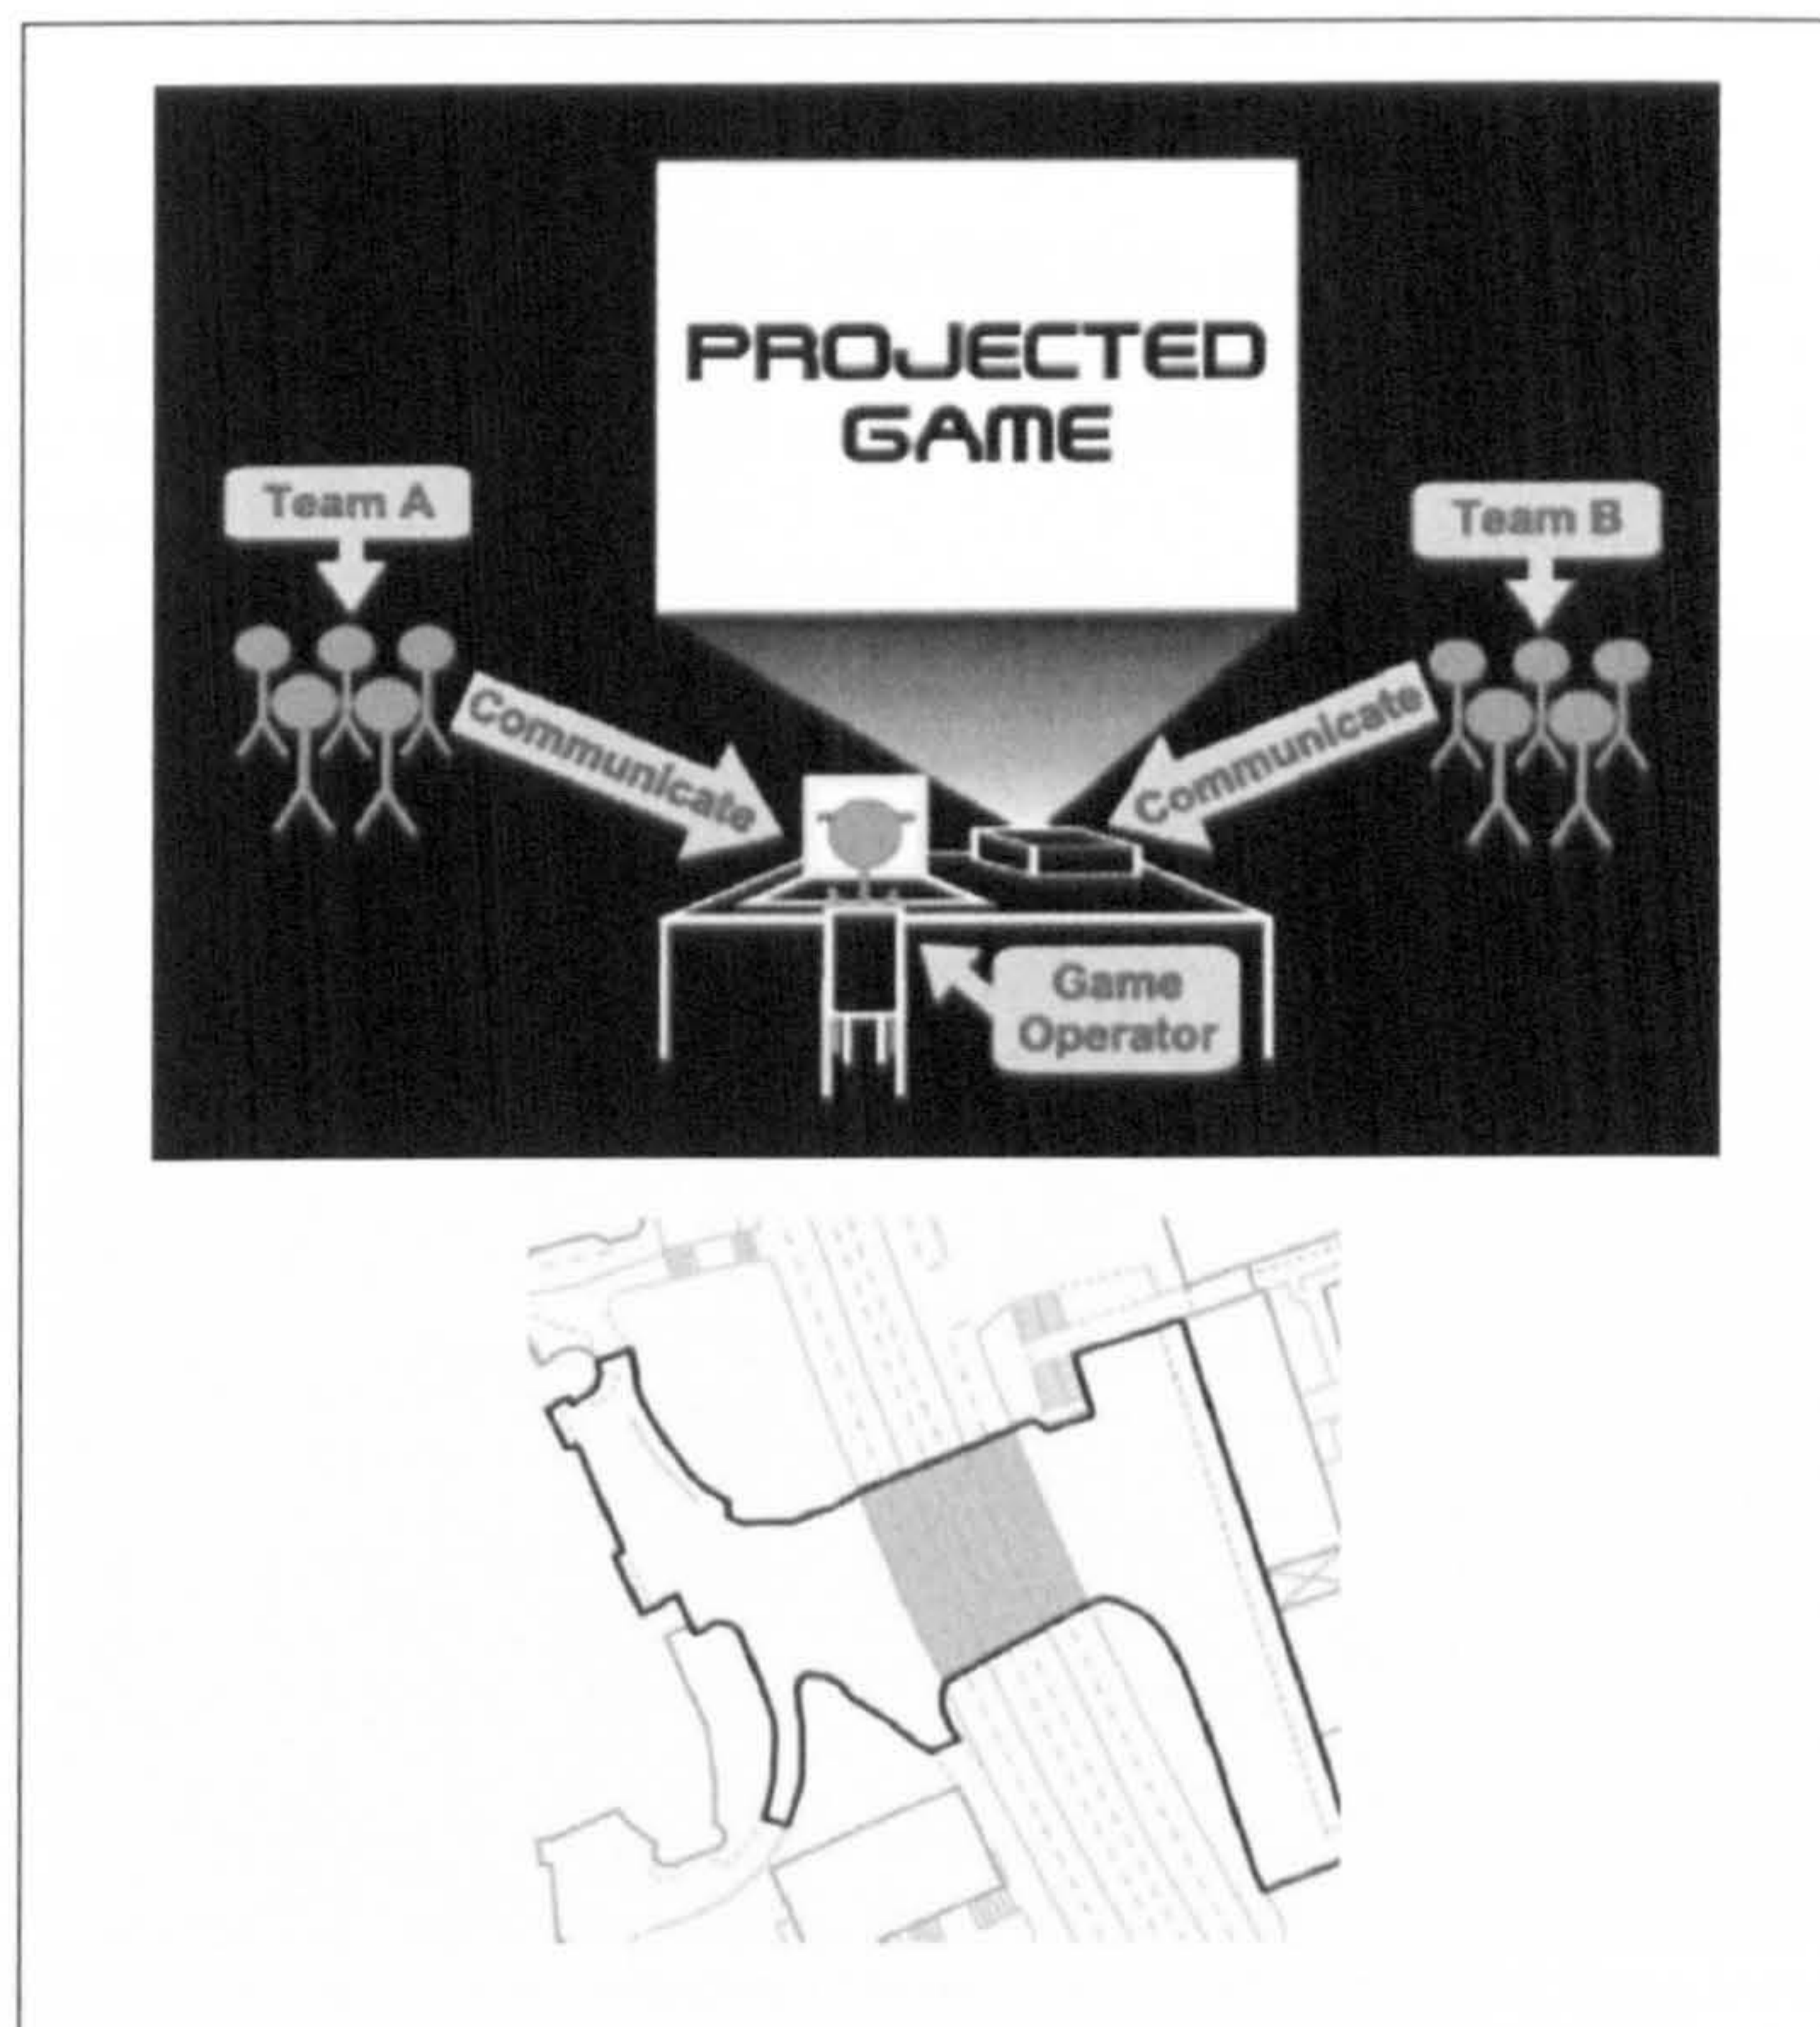 PROJECTED
GAME
Team A
Team B
Communicate
Communicate
Game
Operator